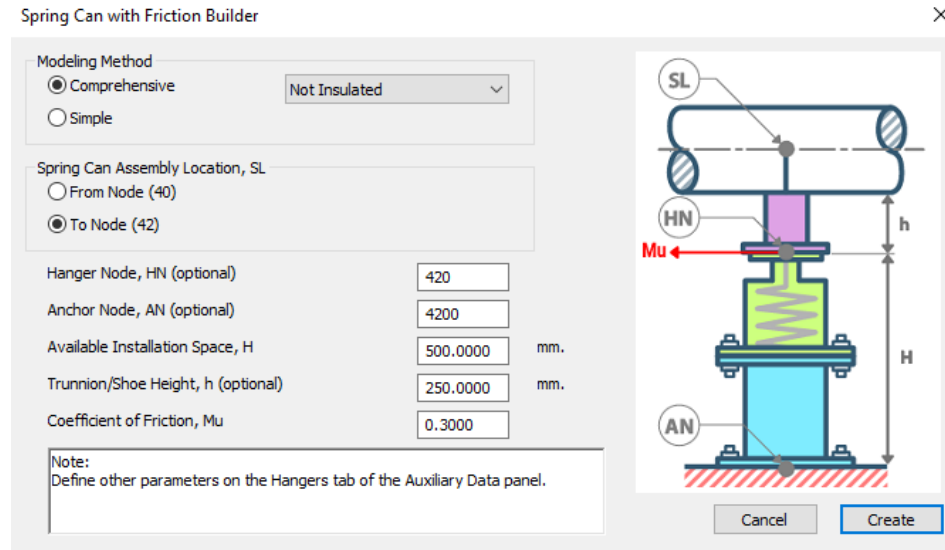 Spring Can with Friction Builder
Modeling Method
Comprehensive
Not Insulated
Simple
Spring Can Assembly Location, SL
From Node (40)
To Node (42)
Hanger Node, HN (optional)
420
Anchor Node, AN (optional)
4200
Available Installation Space, H
500.0000 mm.
Trunnion/Shoe Height, h (optional)
250.0000 mm.
Coefficient of Friction, Mu
0.3000
Note:
Define other parameters on the Hangers tab of the Auxiliary Data panel.
SL
HN
h
Mu
H
AN
Cancel
Create